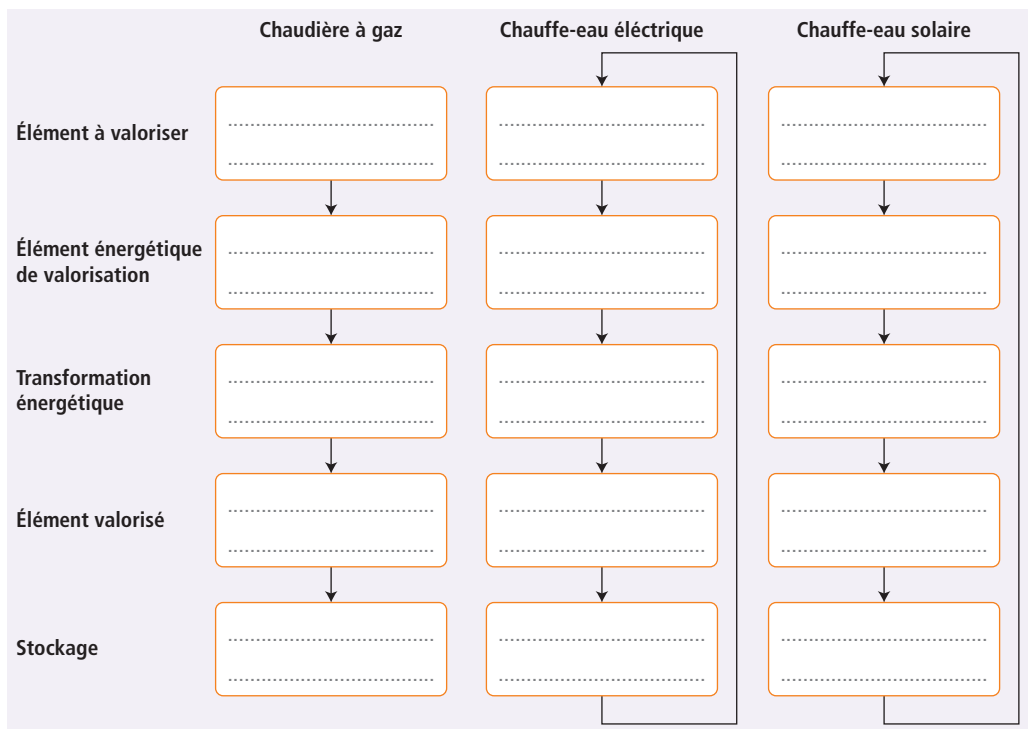 Chaudière à gaz
Chauffe-eau éléctrique
Chauffe-eau solaire
Élément à valoriser
Élément énergétique
de valorisation
Transformation
énergétique
Élément valorisé
Stockage